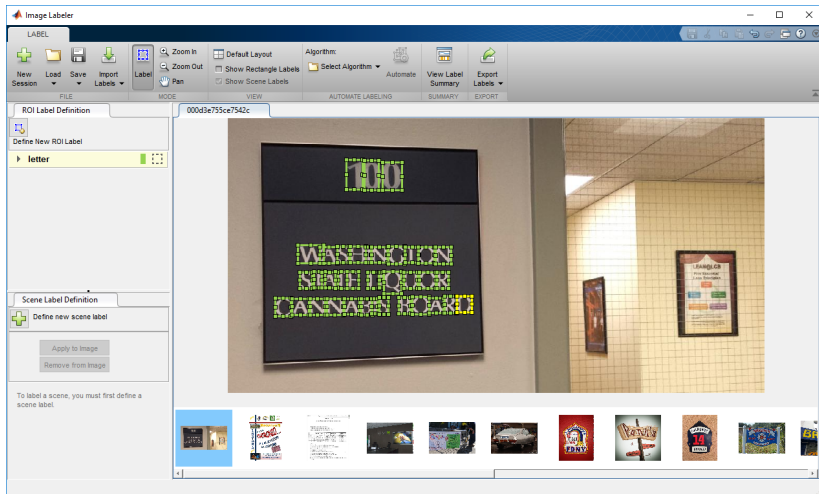 Image Labeler
LABEL
New Session
Load
Save
Import Labels
Label
Zoom In
Zoom Out
Pan
Default Layout
Show Rectangle Labels
Show Scene Labels
Algorithm:
Select Algorithm
Automate
View Label Summary
Export Labels
FILE
MODE
VIEW
AUTOMATE LABELING
SUMMARY
EXPORT
ROI Label Definition
000d3e755ce7542c
Define New ROI Label
letter
100
WASHINGTON
STATE LIQUOR
CANNABIS BOARD
Scene Label Definition
Define new scene label
Apply to Image
Remove from Image
To label a scene, you must first define a
scene label.
FDNY
14